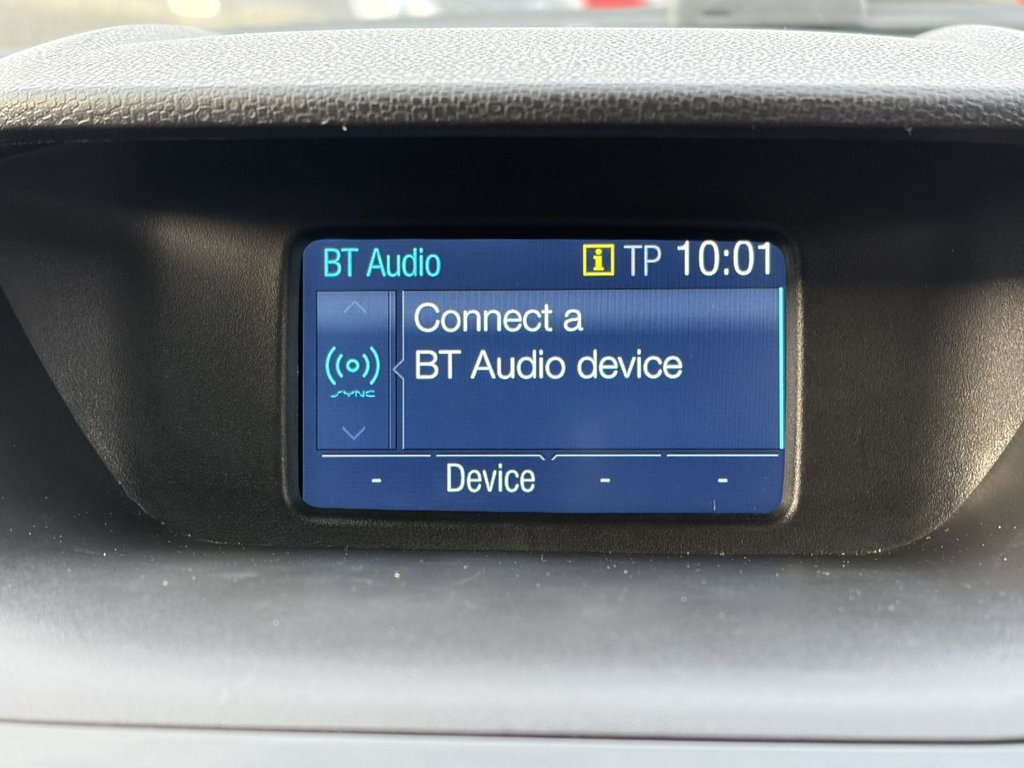 BT Audio i TP 10:01
Connect a
BT Audio device
SYNC
- Device - -